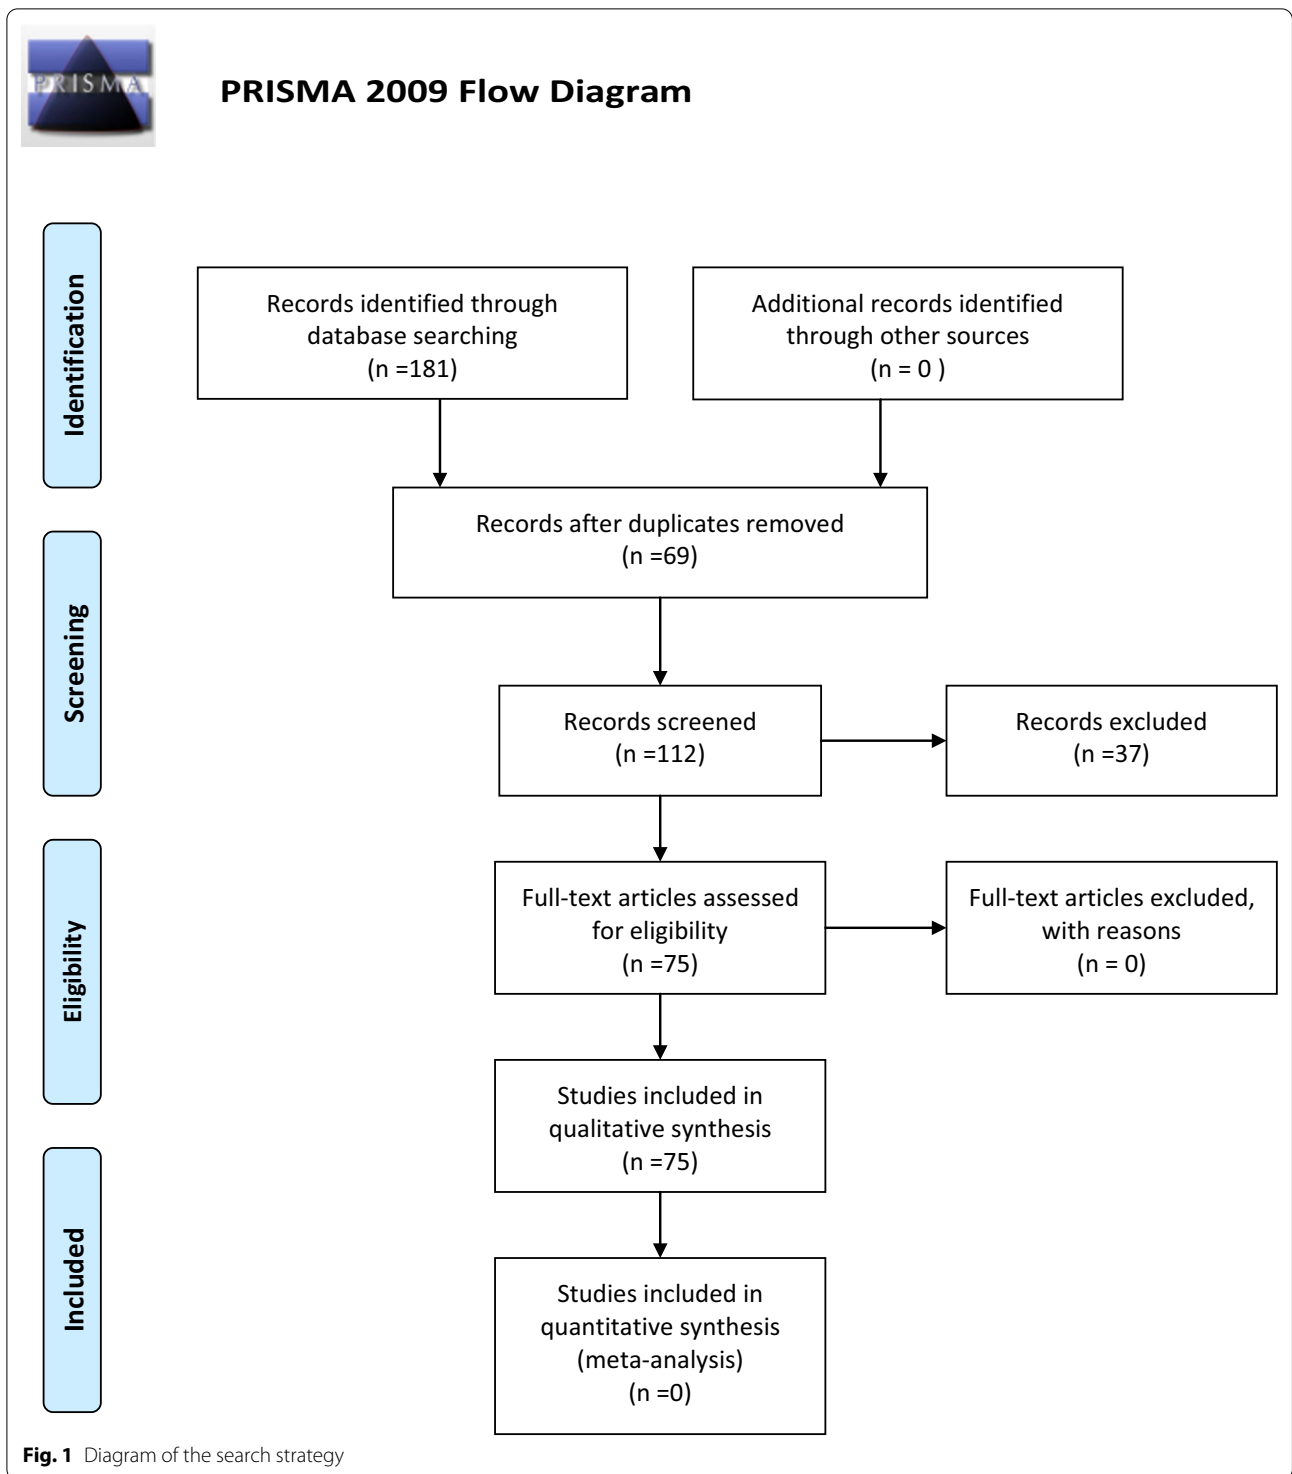 PRISMA
PRISMA 2009 Flow Diagram
Identification
Records identified through
database searching
(n =181)
Additional records identified
through other sources
(n = 0 )
Records after duplicates removed
(n =69)
Screening
Records screened
(n =112)
Records excluded
(n =37)
Eligibility
Full-text articles assessed
for eligibility
(n =75)
Full-text articles excluded,
with reasons
(n = 0)
Studies included in
qualitative synthesis
(n =75)
Included
Studies included in
quantitative synthesis
(meta-analysis)
(n =0)
Fig. 1 Diagram of the search strategy